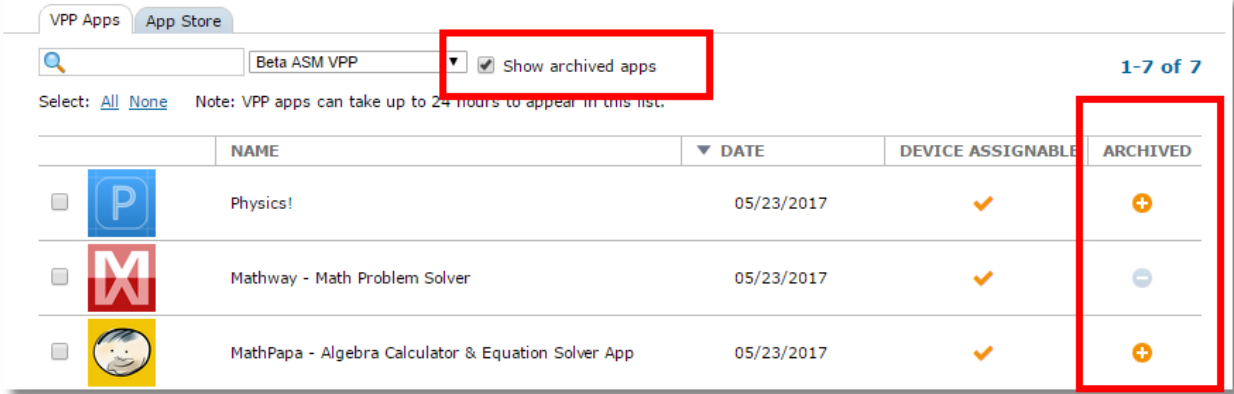 VPP Apps App Store
Beta ASM VPP Show archived apps 1-7 of 7
Select: All None Note: VPP apps can take up to 24 hours to appear in this list.
NAME DATE DEVICE ASSIGNABLE ARCHIVED
P Physics! 05/23/2017
M Mathway - Math Problem Solver 05/23/2017
MathPapa - Algebra Calculator & Equation Solver App 05/23/2017